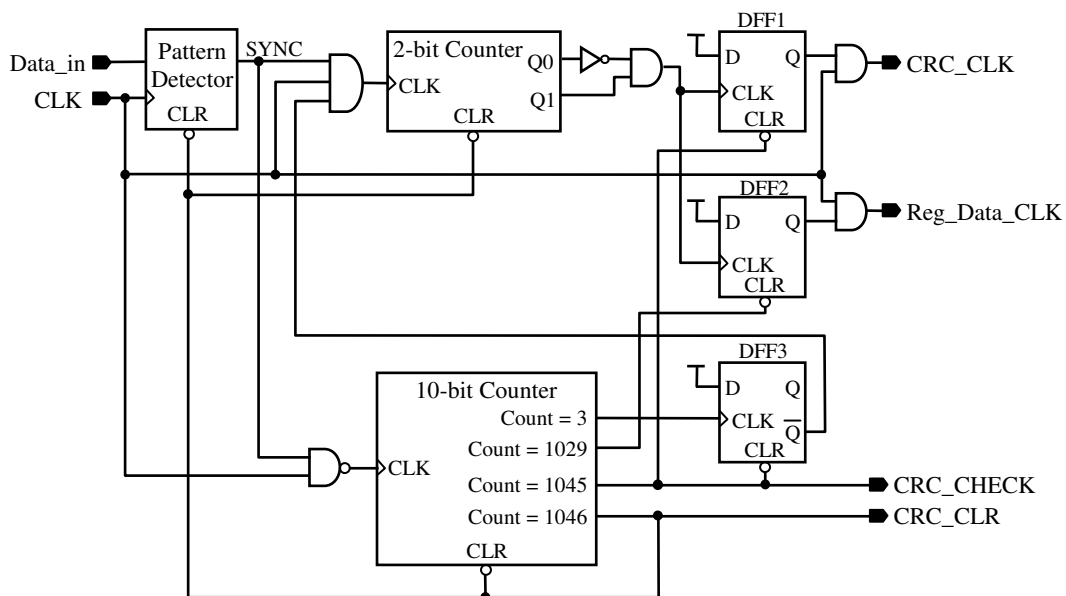 Data_in
CLK
Pattern
Detector
CLR
SYNC
2-bit Counter
CLK
Q0
Q1
CLR
DFF1
D
Q
CLK
CLR
CRC_CLK
DFF2
D
Q
CLK
CLR
Reg_Data_CLK
DFF3
D
Q
CLK
Q
CLR
10-bit Counter
CLK
Count = 3
Count = 1029
Count = 1045
Count = 1046
CLR
CRC_CHECK
CRC_CLR